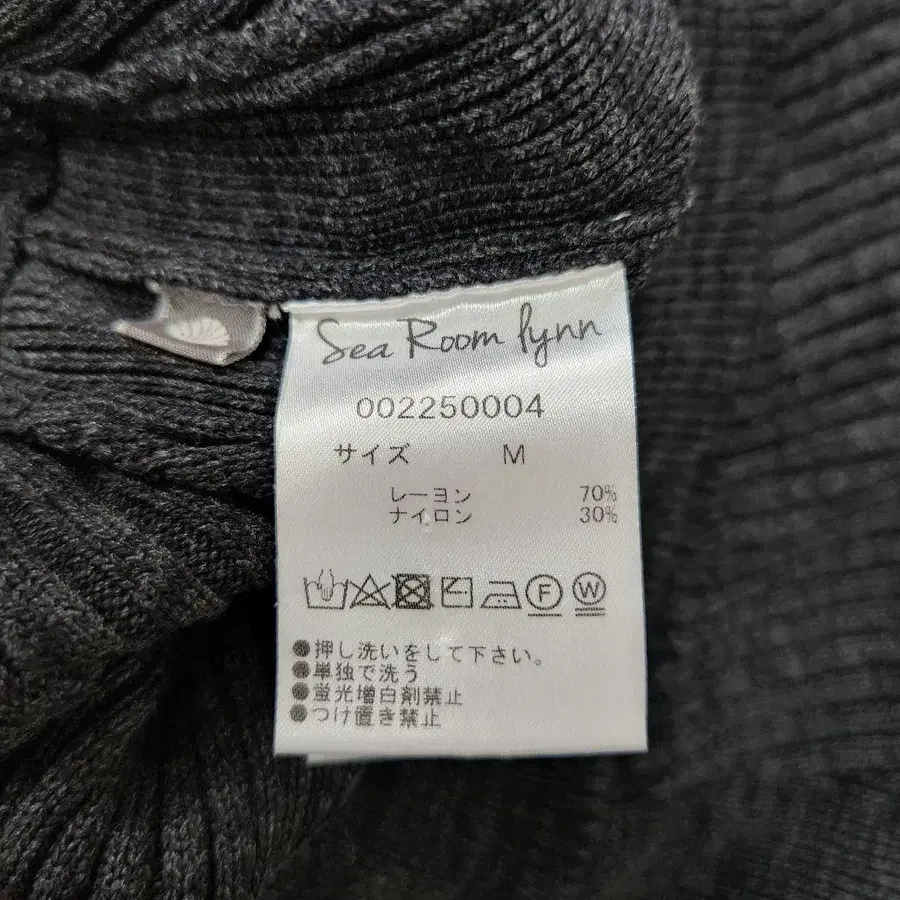 Sea Room lynn
002250004
サイズ M
レーヨン 70%
ナイロン 30%
F W
●押し洗いをして下さい。
●単独で洗う
●蛍光増白剤禁止
●つけ置き禁止